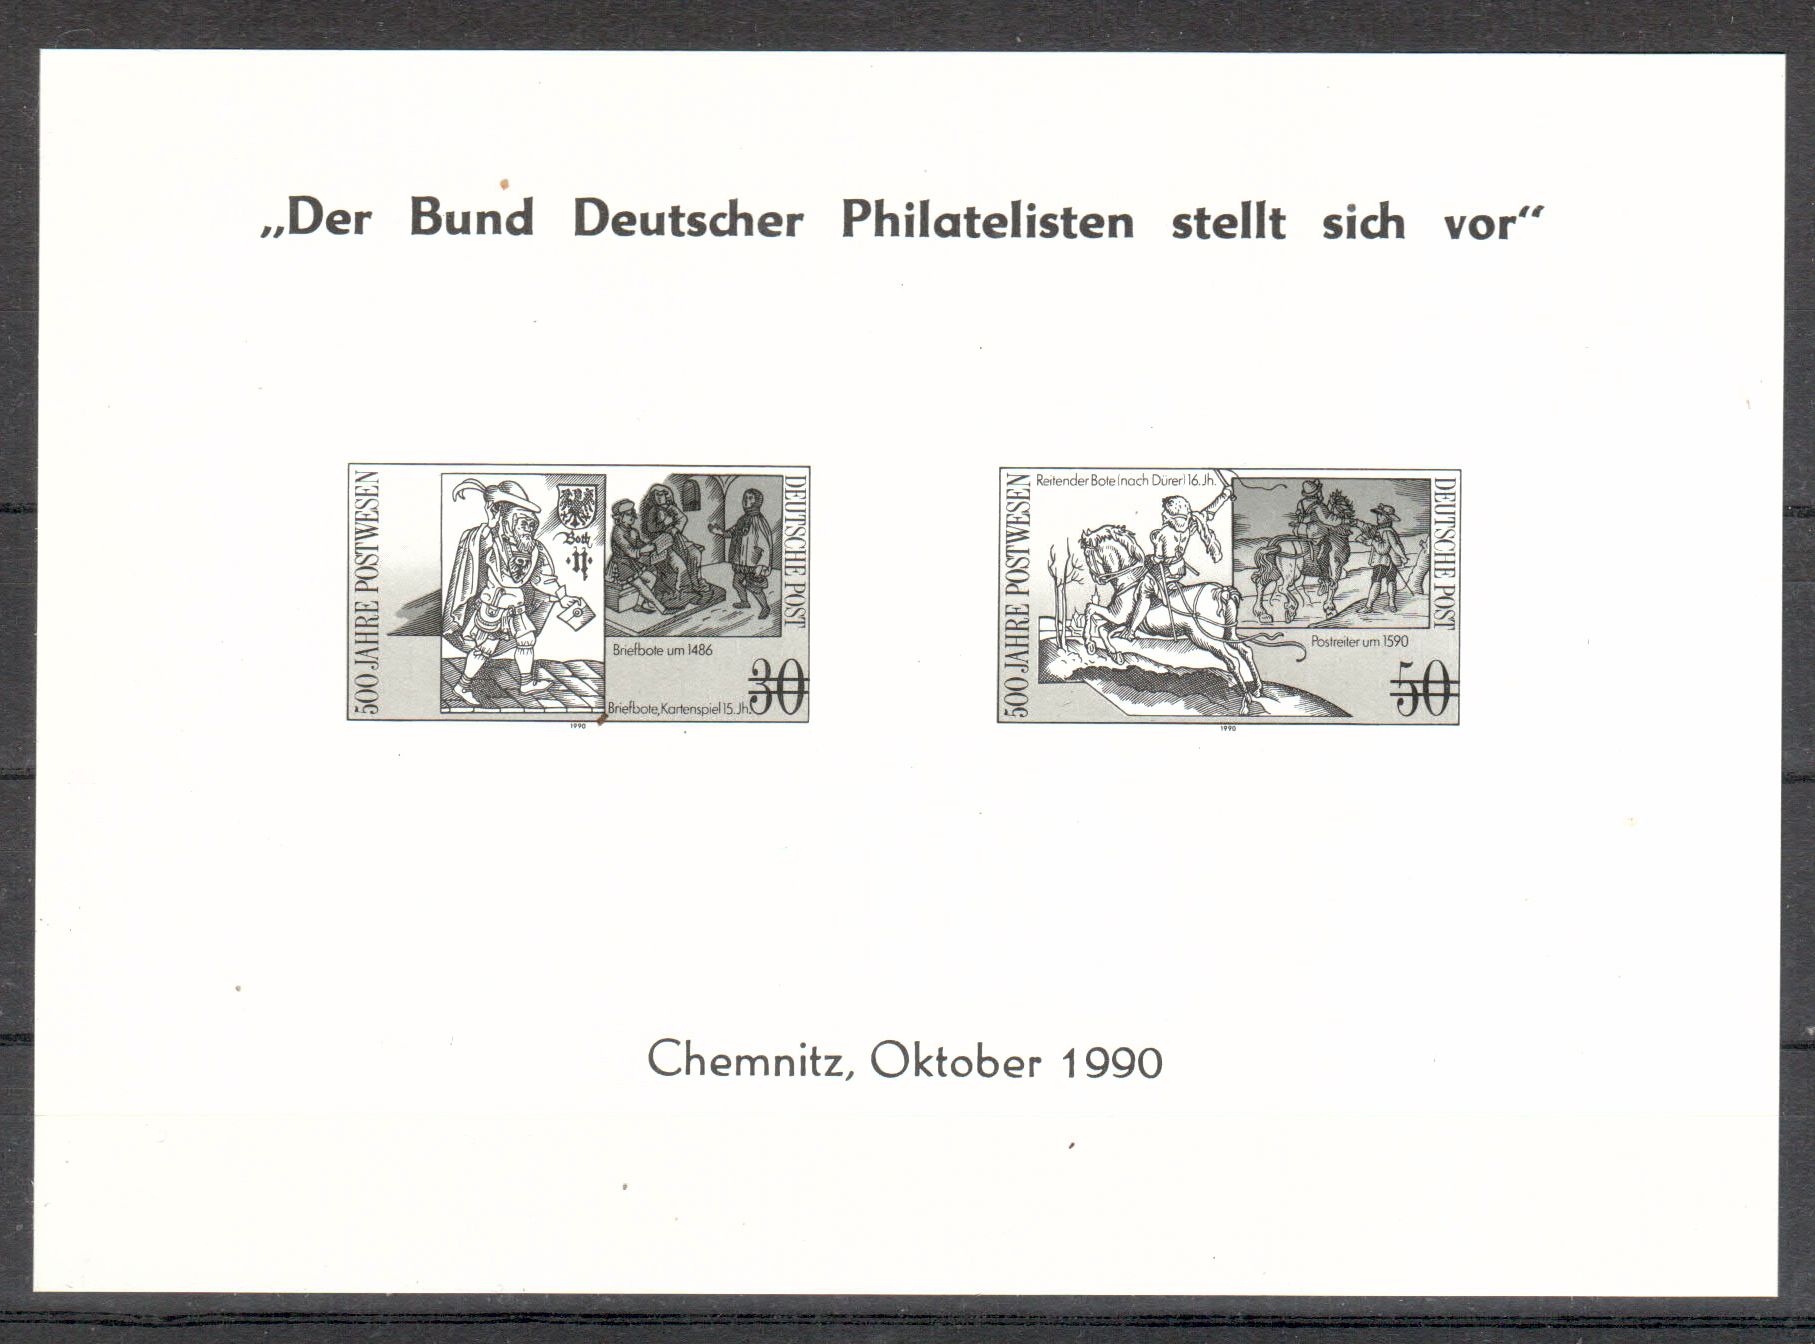 „Der Bund Deutscher Philatelisten stellt sich vor“
500 JAHRE POSTWESEN
Both
DEUTSCHE POST
Briefbote um 1486
Briefbote, Kartenspiel 15. Jh.
30
1990
500 JAHRE POSTWESEN
Reitender Bote (nach Dürer) 16. Jh.
DEUTSCHE POST
Postreiter um 1590
50
1990
Chemnitz, Oktober 1990